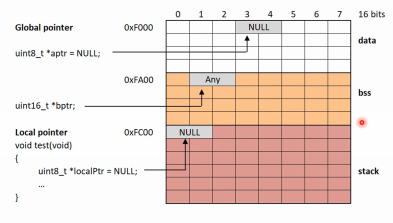 0 1 2 3 4 5 6 7 16 bits
Global pointer 0xF000 NULL
data
uint8_t *aptr = NULL;
0xFA00 Any
bss
uint16_t *bptr;
Local pointer 0xFC00 NULL
void test(void)
{
uint8_t *localPtr = NULL; stack
...
}